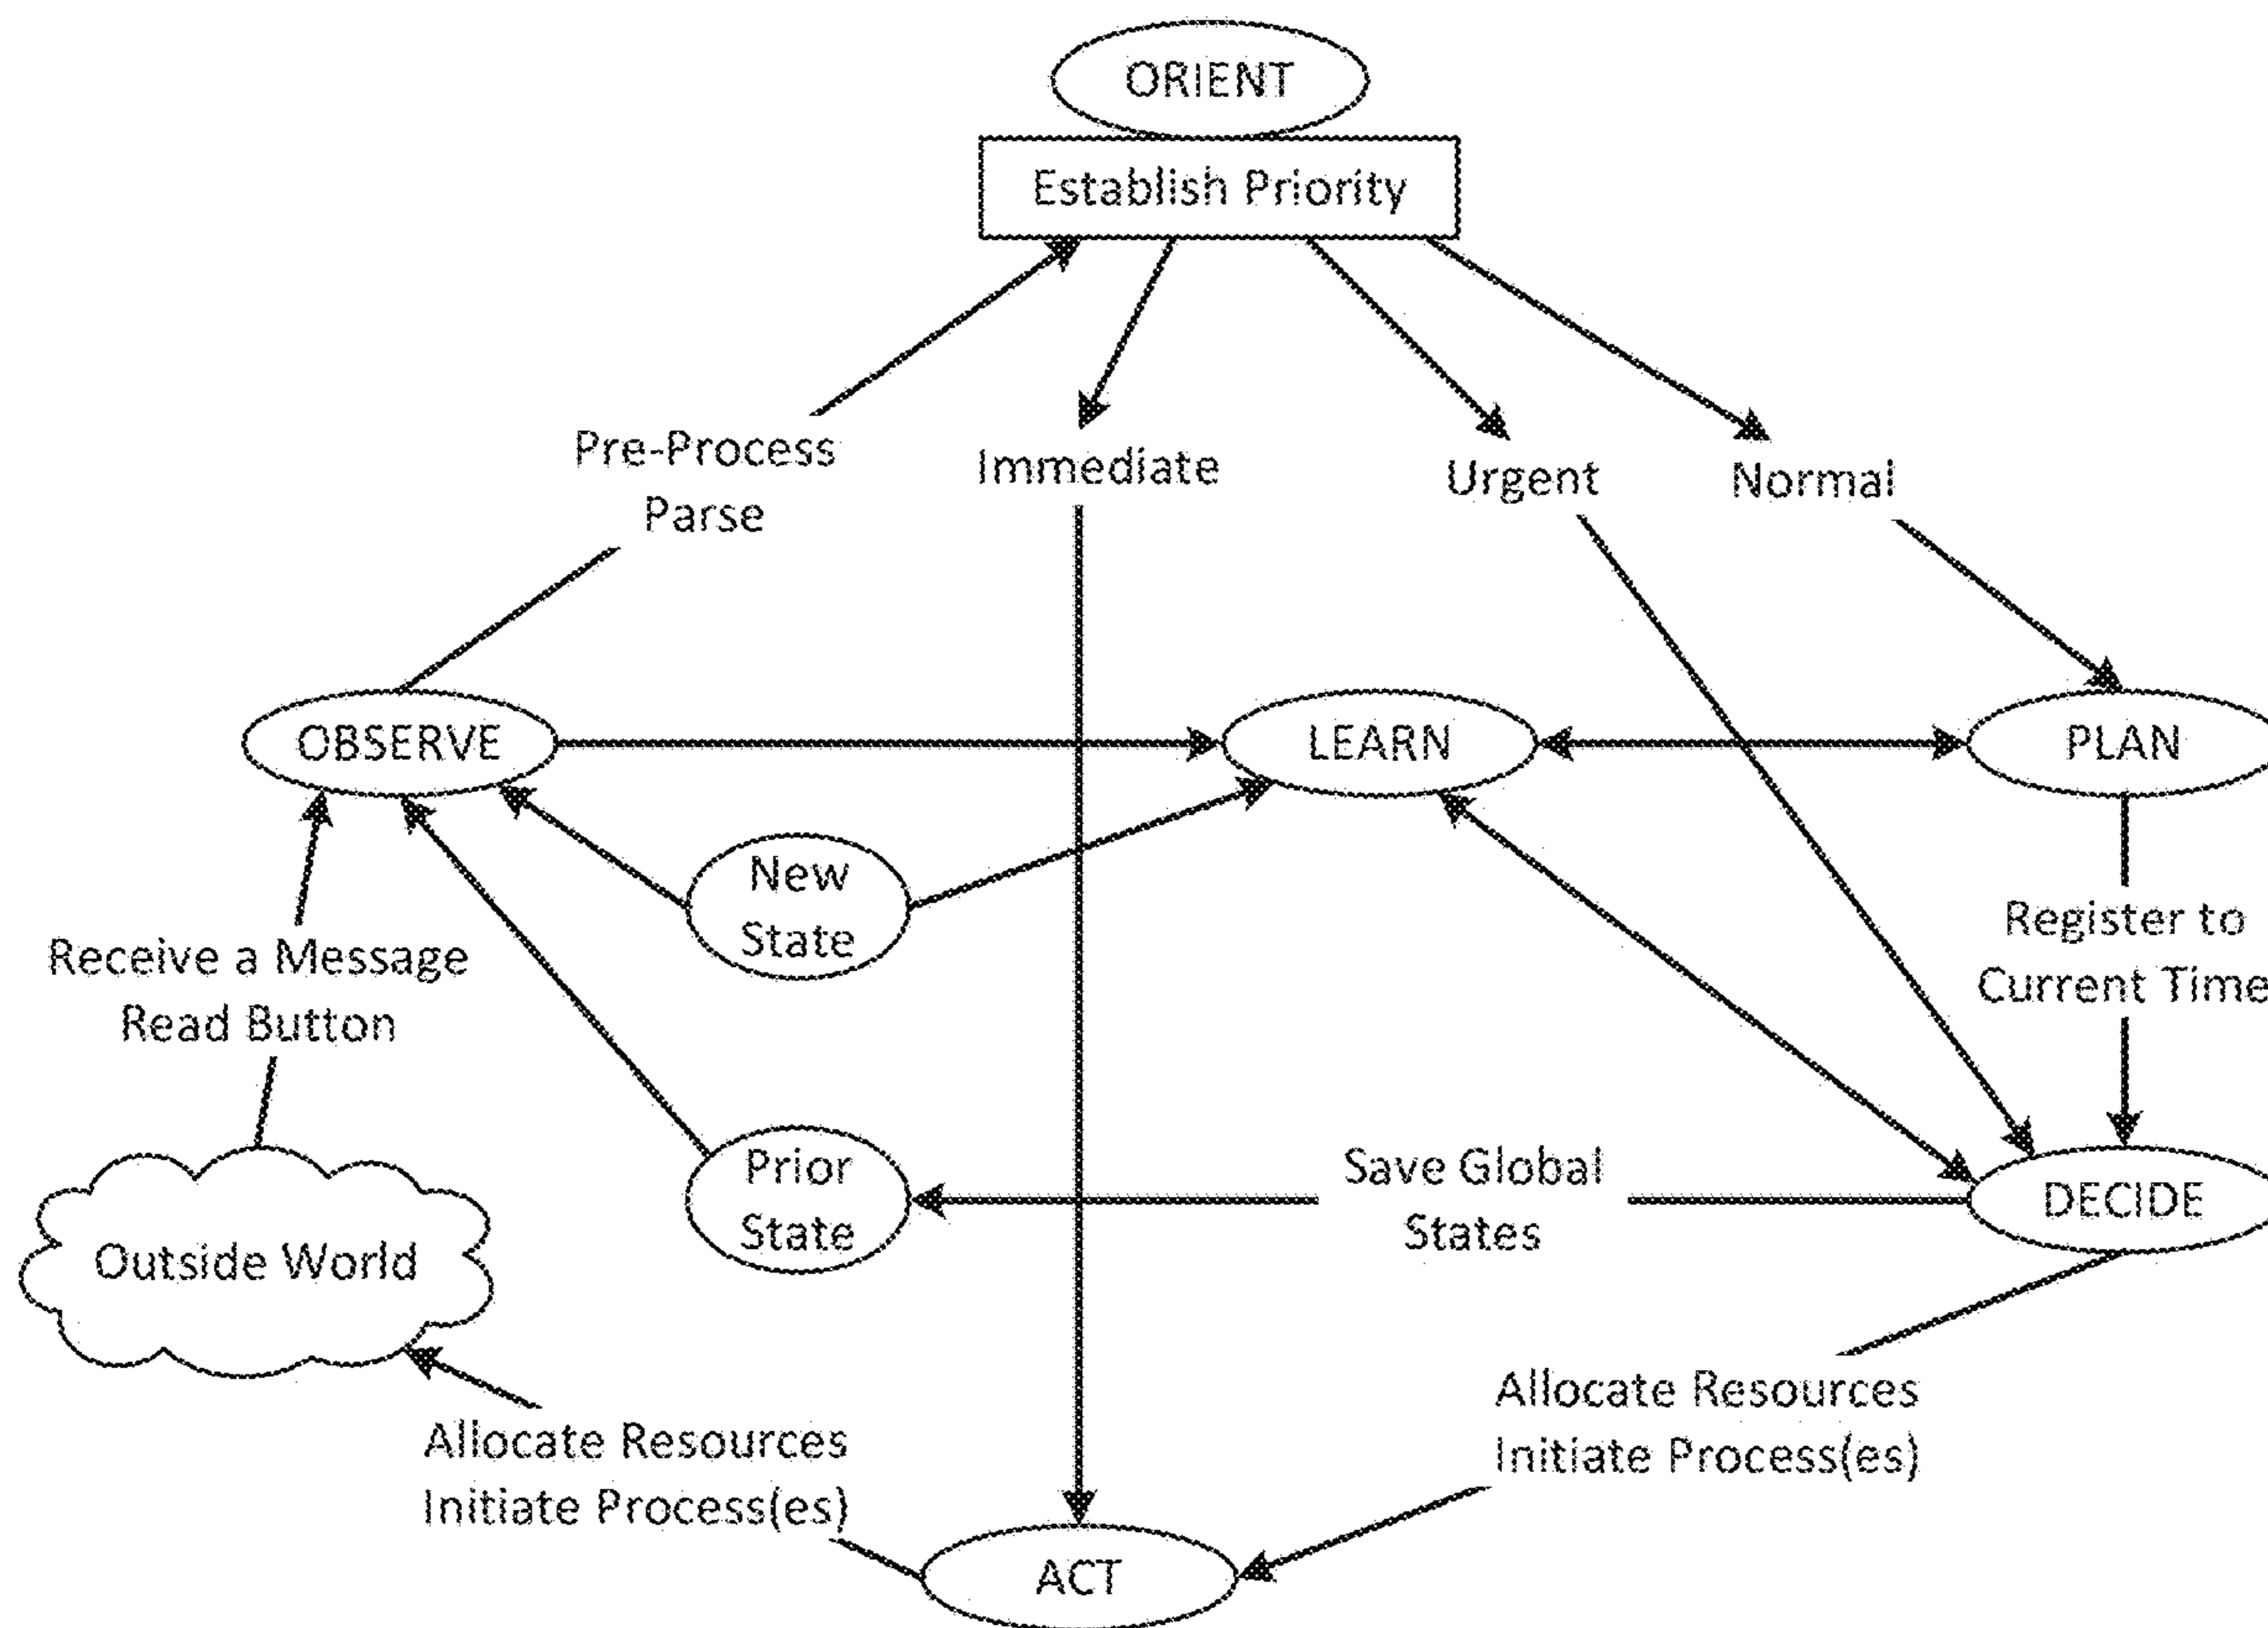 ORIENT
Establish Priority
Pre-Process
Parse
Immediate
Urgent
Normal
OBSERVE
LEARN
PLAN
New
State
Receive a Message
Read Button
Register to
Current Time
Prior
State
Save Global
States
DECIDE
Outside World
Allocate Resources
Initiate Process(es)
Allocate Resources
Initiate Process(es)
ACT